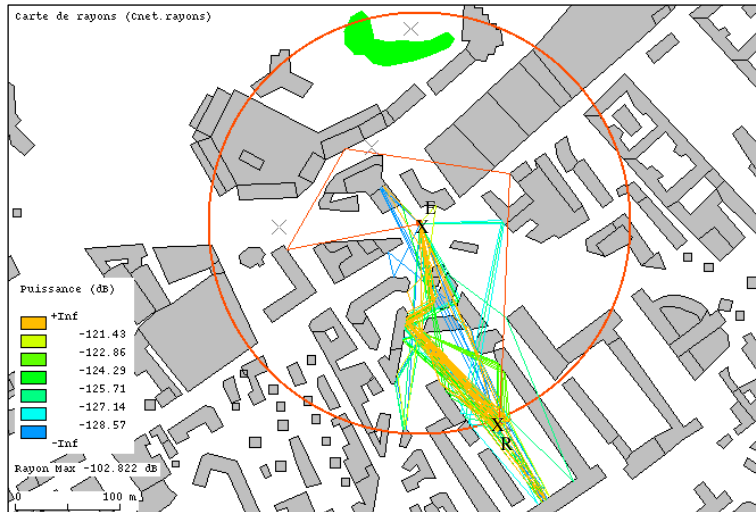 Carte de rayons (Cnet.rayons)
E
X
Puissance (dB)
+Inf
-121.43
-122.86
-124.29
-125.71
-127.14
-128.57
-Inf
X
R
Rayon Max -102.822 dB
0 100 m